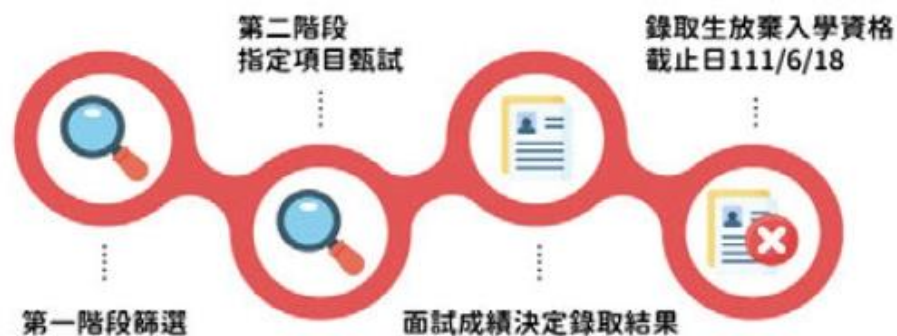 第二階段
指定項目甄試
錄取生放棄入學資格
截止日111/6/18
第一階段篩選
面試成績決定錄取結果